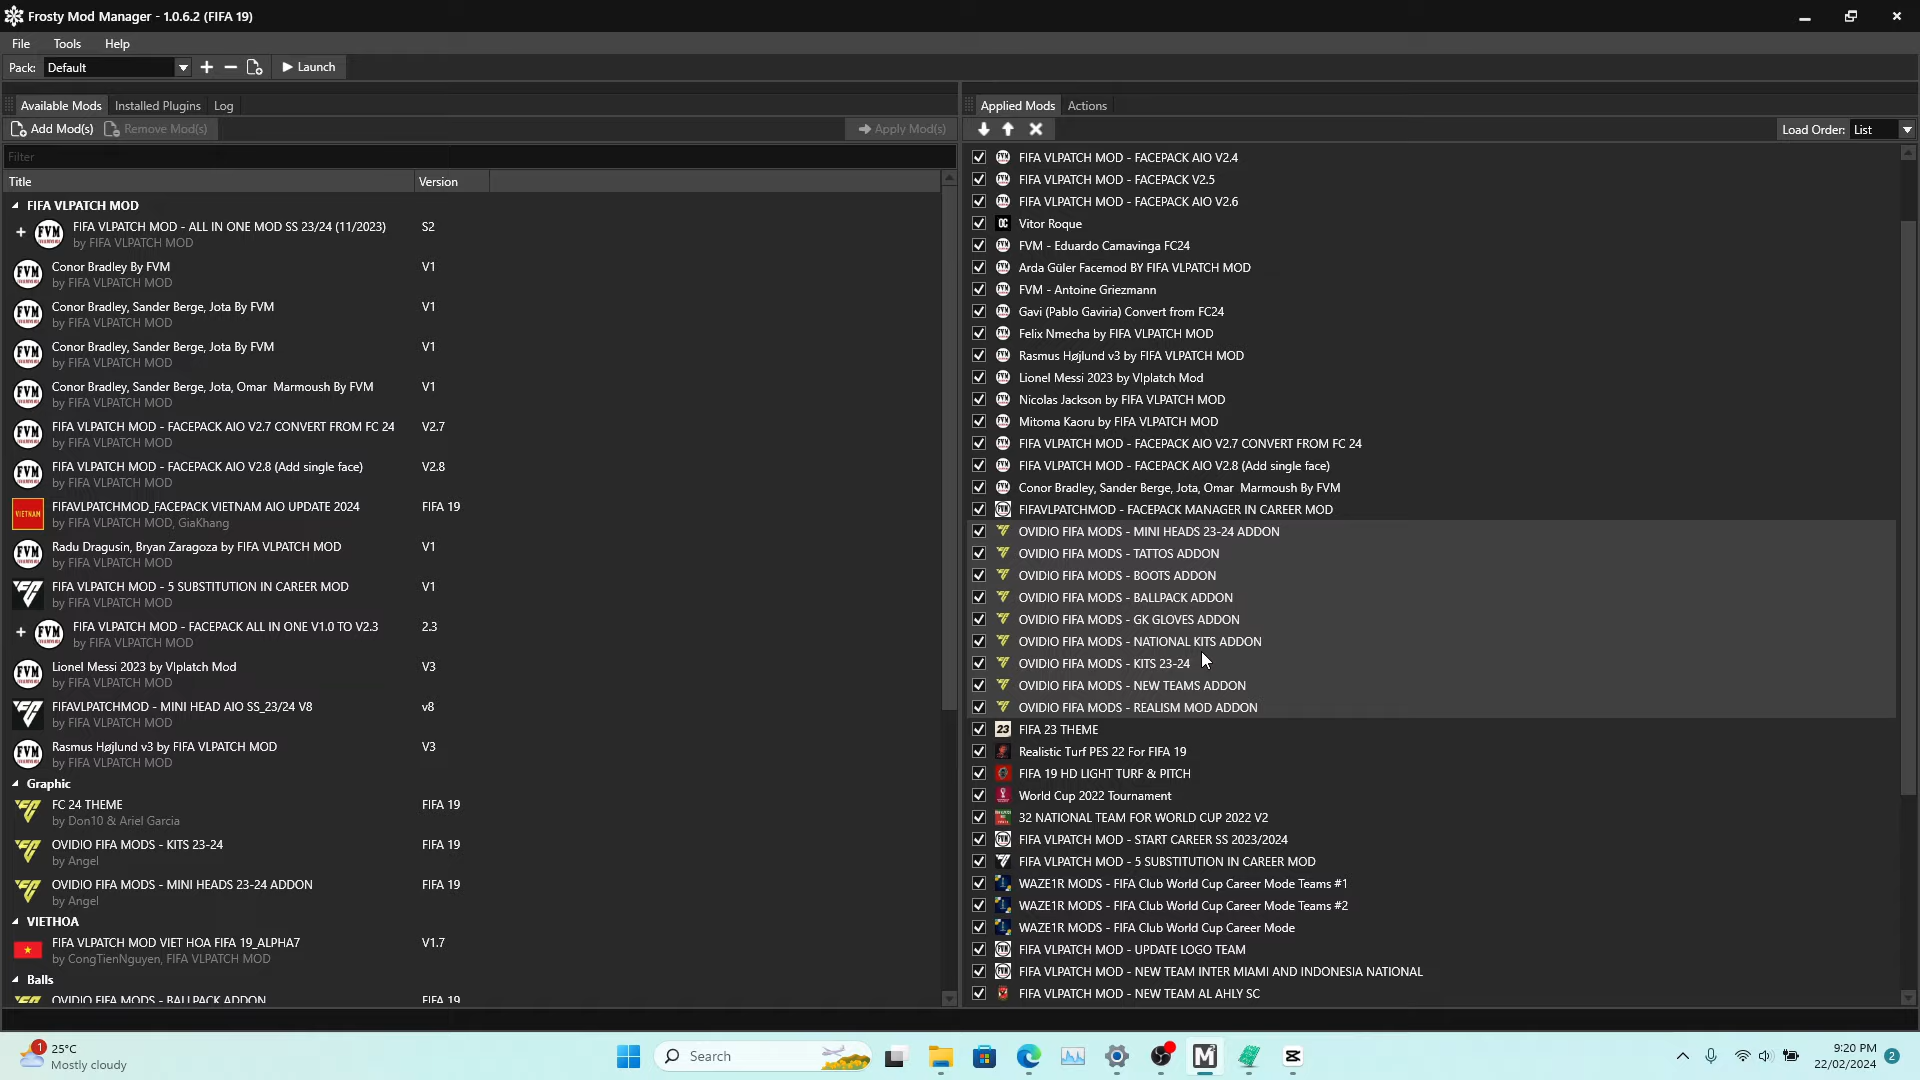 Frosty Mod Manager - 1.0.6.2 (FIFA 19)
File Tools Help
Pack: Default Launch
Available Mods Installed Plugins Log
Add Mod(s) Remove Mod(s) Apply Mod(s)
Filter
Title Version
FIFA VLPATCH MOD
FIFA VLPATCH MOD - ALL IN ONE MOD SS 23/24 (11/2023) S2
by FIFA VLPATCH MOD
Conor Bradley By FVM V1
by FIFA VLPATCH MOD
Conor Bradley, Sander Berge, Jota By FVM V1
by FIFA VLPATCH MOD
Conor Bradley, Sander Berge, Jota By FVM V1
by FIFA VLPATCH MOD
Conor Bradley, Sander Berge, Jota, Omar Marmoush By FVM V1
by FIFA VLPATCH MOD
FIFA VLPATCH MOD - FACEPACK AIO V2.7 CONVERT FROM FC 24 V2.7
by FIFA VLPATCH MOD
FIFA VLPATCH MOD - FACEPACK AIO V2.8 (Add single face) V2.8
by FIFA VLPATCH MOD
FIFAVLPATCHMOD_FACEPACK VIETNAM AIO UPDATE 2024 FIFA 19
by FIFA VLPATCH MOD, GiaKhang
Radu Dragusin, Bryan Zaragoza by FIFA VLPATCH MOD V1
by FIFA VLPATCH MOD
FIFA VLPATCH MOD - 5 SUBSTITUTION IN CAREER MOD V1
by FIFA VLPATCH MOD
FIFA VLPATCH MOD - FACEPACK ALL IN ONE V1.0 TO V2.3 2.3
by FIFA VLPATCH MOD
Lionel Messi 2023 by Vlplatch Mod V3
by FIFA VLPATCH MOD
FIFAVLPATCHMOD - MINI HEAD AIO SS_23/24 V8 v8
by FIFA VLPATCH MOD
Rasmus Højlund v3 by FIFA VLPATCH MOD V3
by FIFA VLPATCH MOD
Graphic
FC 24 THEME FIFA 19
by Don10 & Ariel Garcia
OVIDIO FIFA MODS - KITS 23-24 FIFA 19
by Angel
OVIDIO FIFA MODS - MINI HEADS 23-24 ADDON FIFA 19
by Angel
VIETHOA
FIFA VLPATCH MOD VIET HOA FIFA 19_ALPHA7 V1.7
by CongTienNguyen, FIFA VLPATCH MOD
Balls
OVIDIO FIFA MODS - BALLPACK ADDON FIFA 19
Applied Mods Actions
Load Order: List
FIFA VLPATCH MOD - FACEPACK AIO V2.4
FIFA VLPATCH MOD - FACEPACK V2.5
FIFA VLPATCH MOD - FACEPACK AIO V2.6
Vitor Roque
FVM - Eduardo Camavinga FC24
Arda Güler Facemod BY FIFA VLPATCH MOD
FVM - Antoine Griezmann
Gavi (Pablo Gaviria) Convert from FC24
Felix Nmecha by FIFA VLPATCH MOD
Rasmus Højlund v3 by FIFA VLPATCH MOD
Lionel Messi 2023 by Vlplatch Mod
Nicolas Jackson by FIFA VLPATCH MOD
Mitoma Kaoru by FIFA VLPATCH MOD
FIFA VLPATCH MOD - FACEPACK AIO V2.7 CONVERT FROM FC 24
FIFA VLPATCH MOD - FACEPACK AIO V2.8 (Add single face)
Conor Bradley, Sander Berge, Jota, Omar Marmoush By FVM
FIFAVLPATCHMOD - FACEPACK MANAGER IN CAREER MOD
OVIDIO FIFA MODS - MINI HEADS 23-24 ADDON
OVIDIO FIFA MODS - TATTOS ADDON
OVIDIO FIFA MODS - BOOTS ADDON
OVIDIO FIFA MODS - BALLPACK ADDON
OVIDIO FIFA MODS - GK GLOVES ADDON
OVIDIO FIFA MODS - NATIONAL KITS ADDON
OVIDIO FIFA MODS - KITS 23-24
OVIDIO FIFA MODS - NEW TEAMS ADDON
OVIDIO FIFA MODS - REALISM MOD ADDON
FIFA 23 THEME
Realistic Turf PES 22 For FIFA 19
FIFA 19 HD LIGHT TURF & PITCH
World Cup 2022 Tournament
32 NATIONAL TEAM FOR WORLD CUP 2022 V2
FIFA VLPATCH MOD - START CAREER SS 2023/2024
FIFA VLPATCH MOD - 5 SUBSTITUTION IN CAREER MOD
WAZE1R MODS - FIFA Club World Cup Career Mode Teams #1
WAZE1R MODS - FIFA Club World Cup Career Mode Teams #2
WAZE1R MODS - FIFA Club World Cup Career Mode
FIFA VLPATCH MOD - UPDATE LOGO TEAM
FIFA VLPATCH MOD - NEW TEAM INTER MIAMI AND INDONESIA NATIONAL
FIFA VLPATCH MOD - NEW TEAM AL AHLY SC
1
25°C
Mostly cloudy
Search
9:20 PM
22/02/2024
2